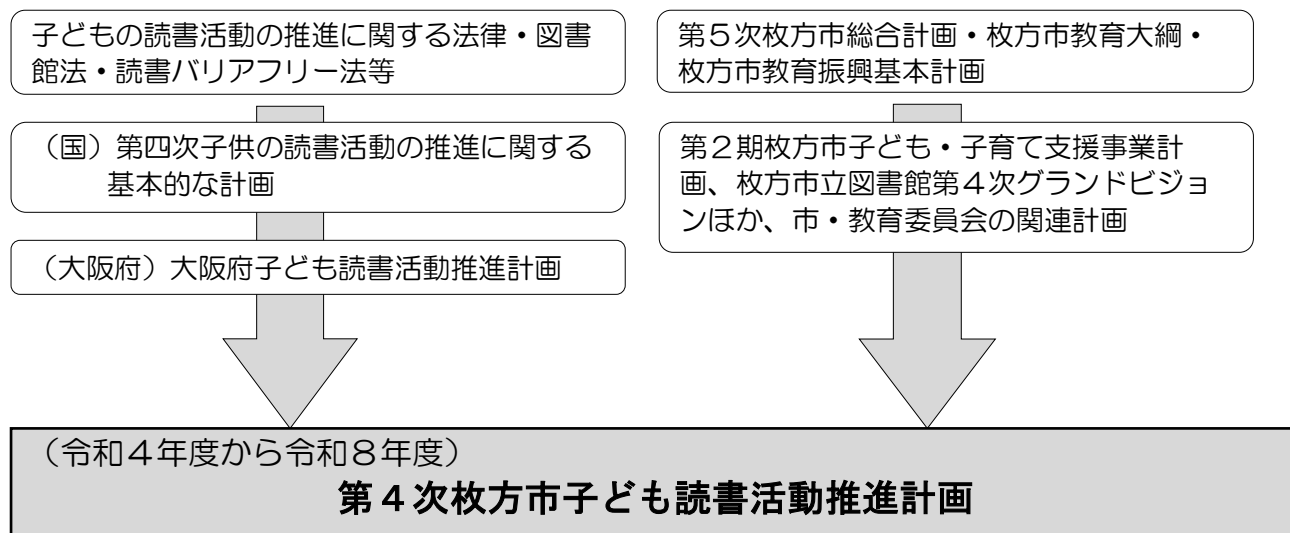 子どもの読書活動の推進に関する法律・図書
館法・読書バリアフリー法等
（国）第四次子供の読書活動の推進に関する
基本的な計画
（大阪府）大阪府子ども読書活動推進計画
第５次枚方市総合計画・枚方市教育大綱・
枚方市教育振興基本計画
第２期枚方市子ども・子育て支援事業計
画、枚方市立図書館第４次グランドビジョ
ンほか、市・教育委員会の関連計画
（令和４年度から令和８年度）
第４次枚方市子ども読書活動推進計画